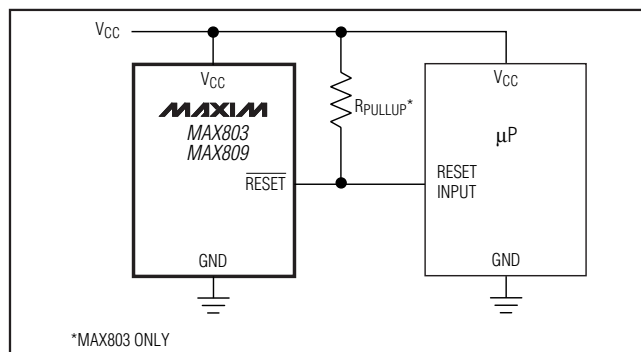 VCC
VCC
MAXIM
MAX803
MAX809
RESET
GND
RPULLUP*
VCC
µP
RESET
INPUT
GND
*MAX803 ONLY